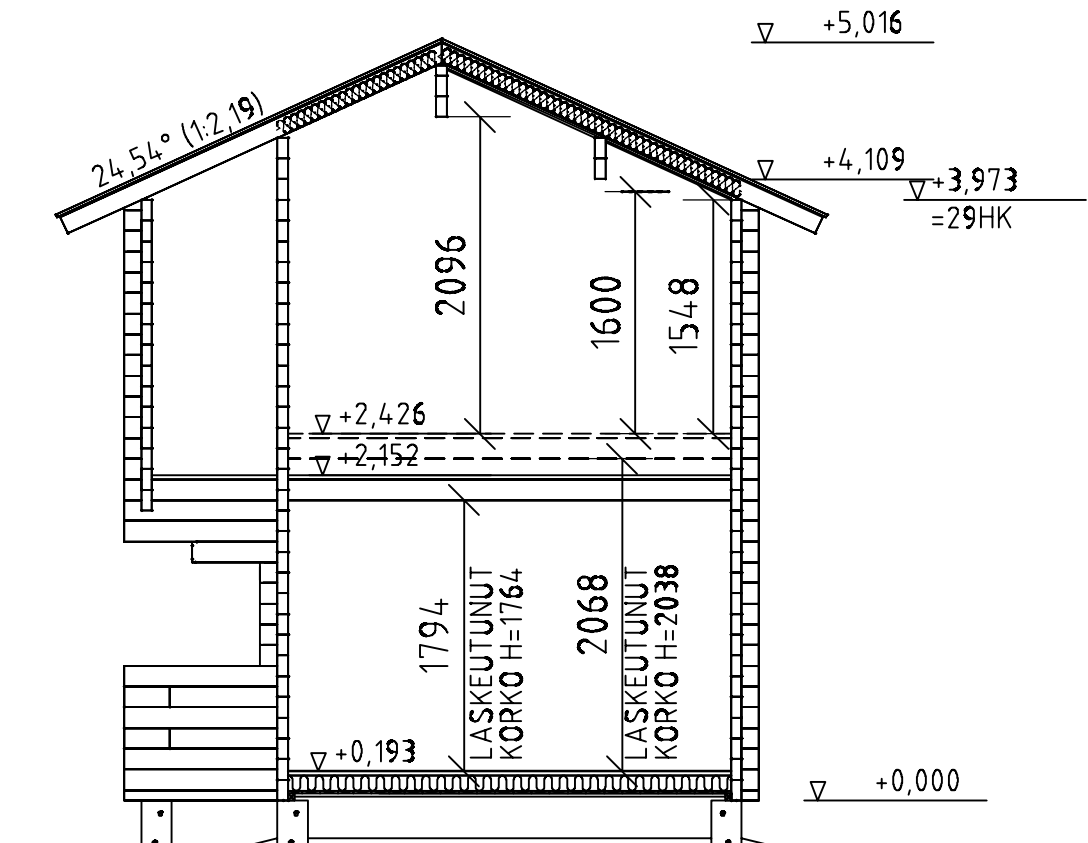 +5,016
24,54° (1:2,19)
+4,109
+3,973
=29HK
2096
1600
1548
+2,426
+2,152
1794
LASKEUTUNUT
KORKO H=1764
2068
LASKEUTUNUT
KORKO H=2038
+0,193
+0,000